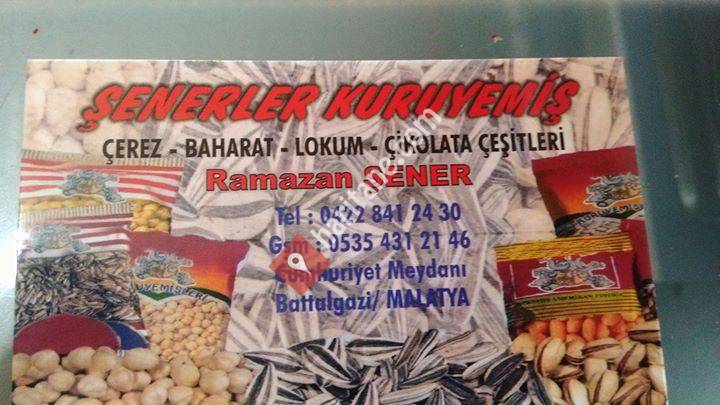 ŞENERLER KURUYEMİŞ
ÇEREZ - BAHARAT - LOKUM - ÇİKOLATA ÇEŞİTLERİ
Ramazan ŞENER
Tel : 0422 841 24 30
Gsm : 0535 431 21 46
Cumhuriyet Meydanı
Battalgazi/ MALATYA